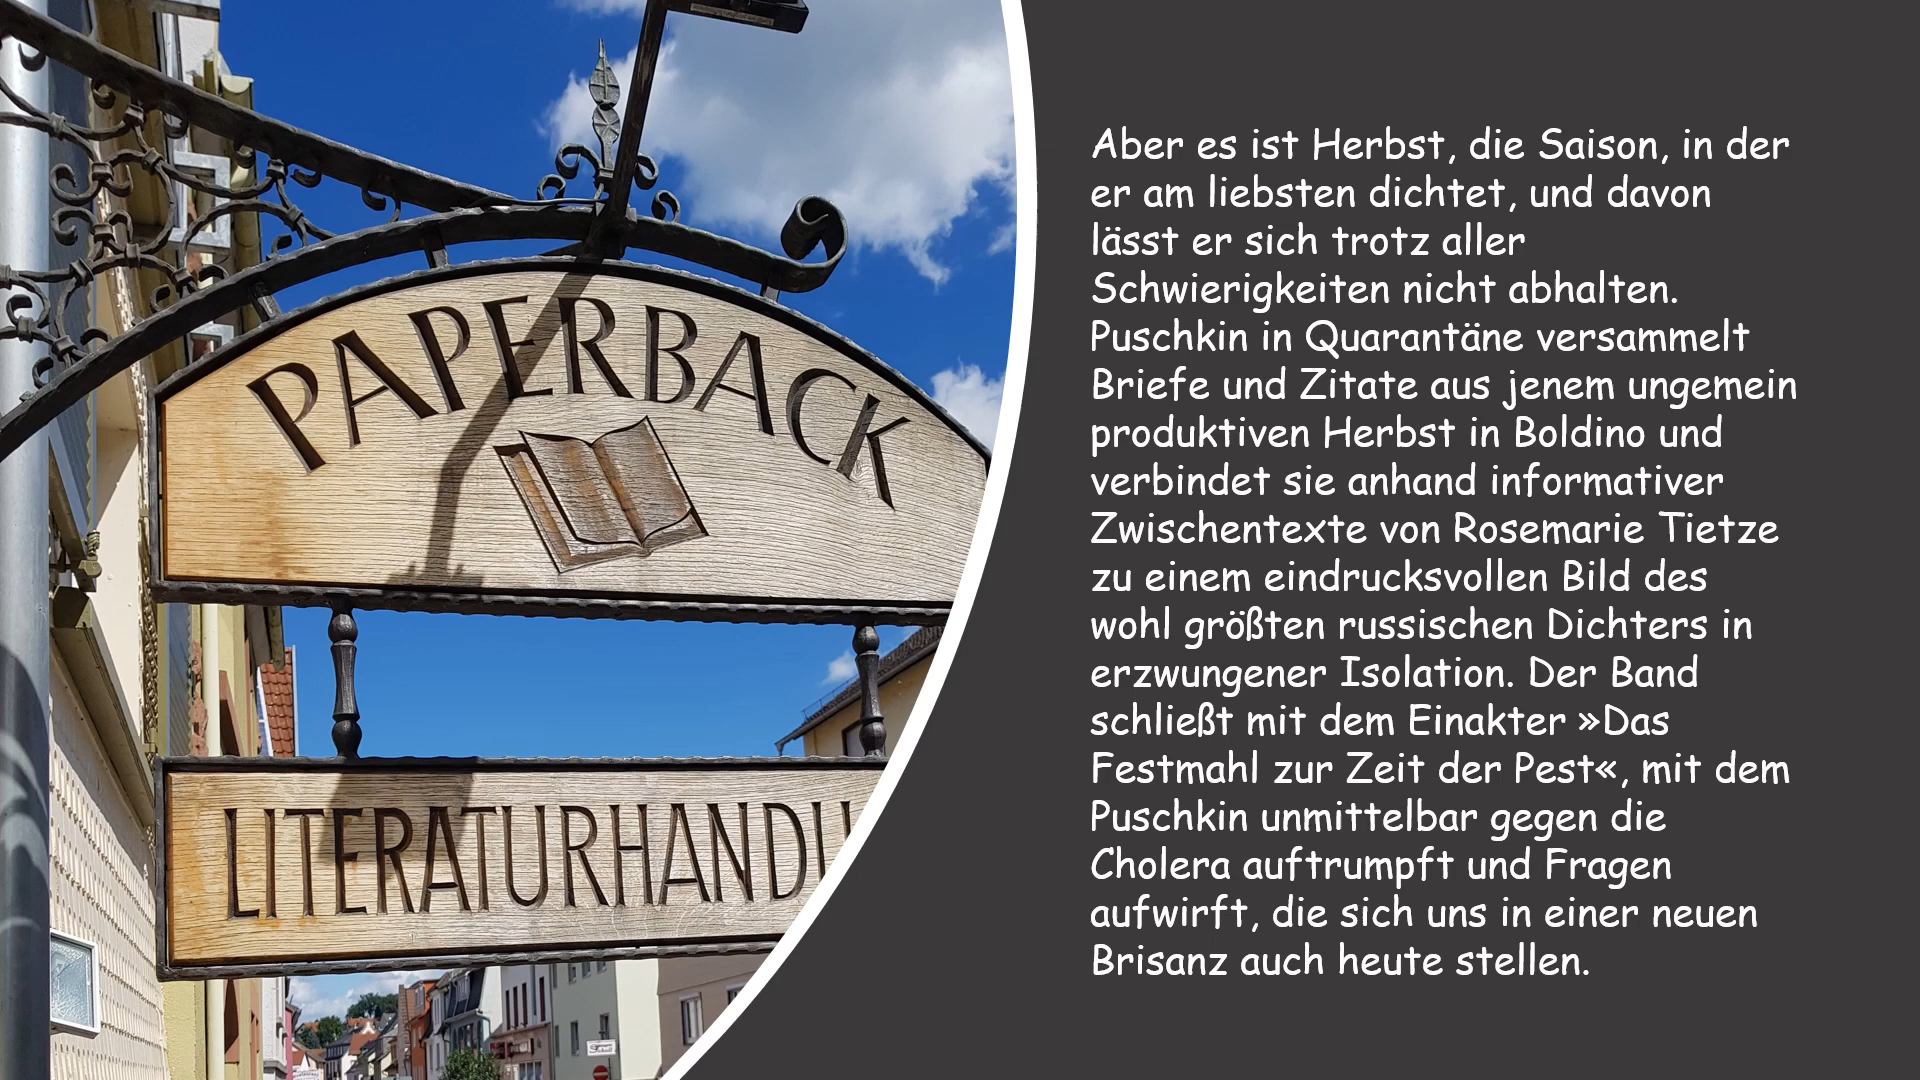 PAPERBACK
LITERATURHANDLU
Aber es ist Herbst, die Saison, in der
er am liebsten dichtet, und davon
lässt er sich trotz aller
Schwierigkeiten nicht abhalten.
Puschkin in Quarantäne versammelt
Briefe und Zitate aus jenem ungemein
produktiven Herbst in Boldino und
verbindet sie anhand informativer
Zwischentexte von Rosemarie Tietze
zu einem eindrucksvollen Bild des
wohl größten russischen Dichters in
erzwungener Isolation. Der Band
schließt mit dem Einakter »Das
Festmahl zur Zeit der Pest«, mit dem
Puschkin unmittelbar gegen die
Cholera auftrumpft und Fragen
aufwirft, die sich uns in einer neuen
Brisanz auch heute stellen.